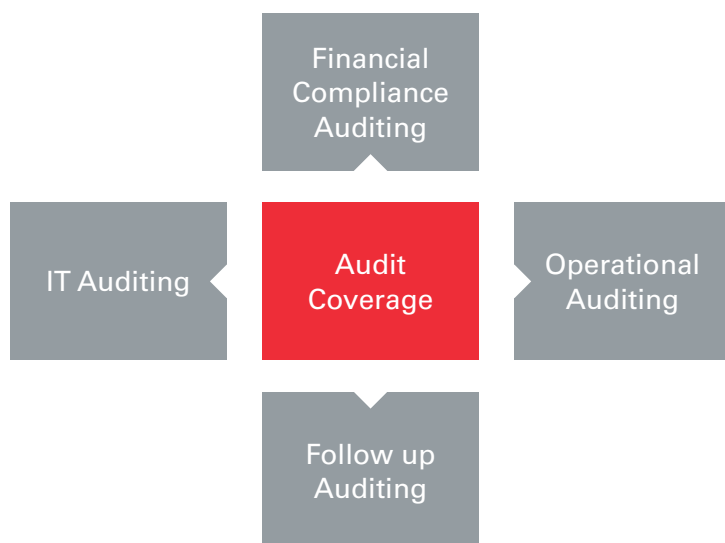 Financial
Compliance
Auditing
IT Auditing
Audit
Coverage
Operational
Auditing
Follow up
Auditing